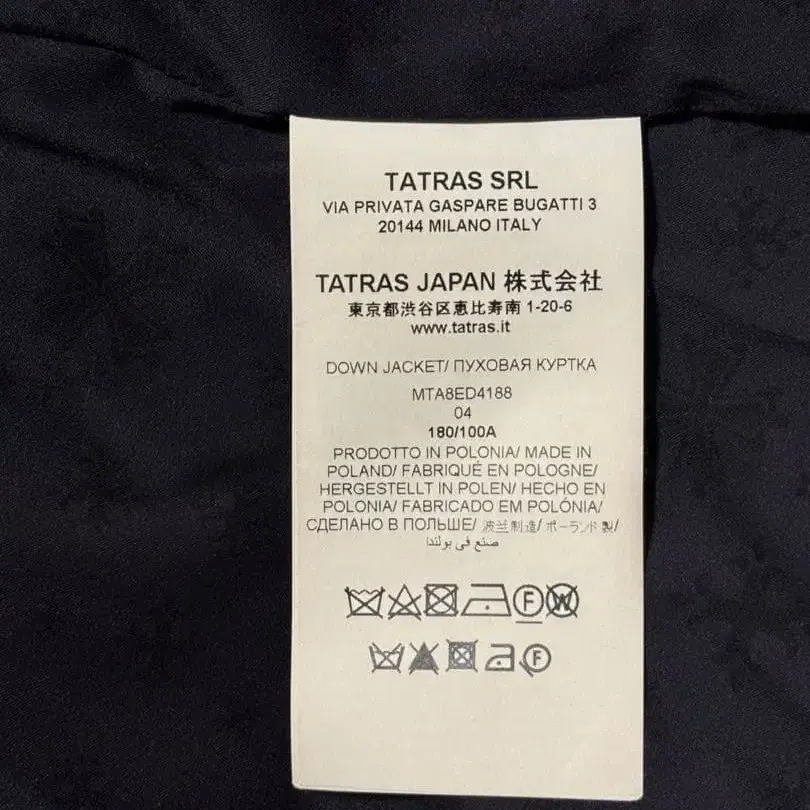 TATRAS SRL
VIA PRIVATA GASPARE BUGATTI 3
20144 MILANO ITALY
TATRAS JAPAN 株式会社
東京都渋谷区恵比寿南 1-20-6
www.tatras.it
DOWN JACKET/ ПУХОВАЯ КУРТКА
MTA8ED4188
04
180/100A
PRODOTTO IN POLONIA/ MADE IN
POLAND/ FABRIQUÉ EN POLOGNE/
HERGESTELLT IN POLEN/ HECHO EN
POLONIA/ FABRICADO EM POLÓNIA/
СДЕЛАНО В ПОЛЬШЕ/ 波兰制造/ ポーランド製/
صنع في بولندا
F W
F